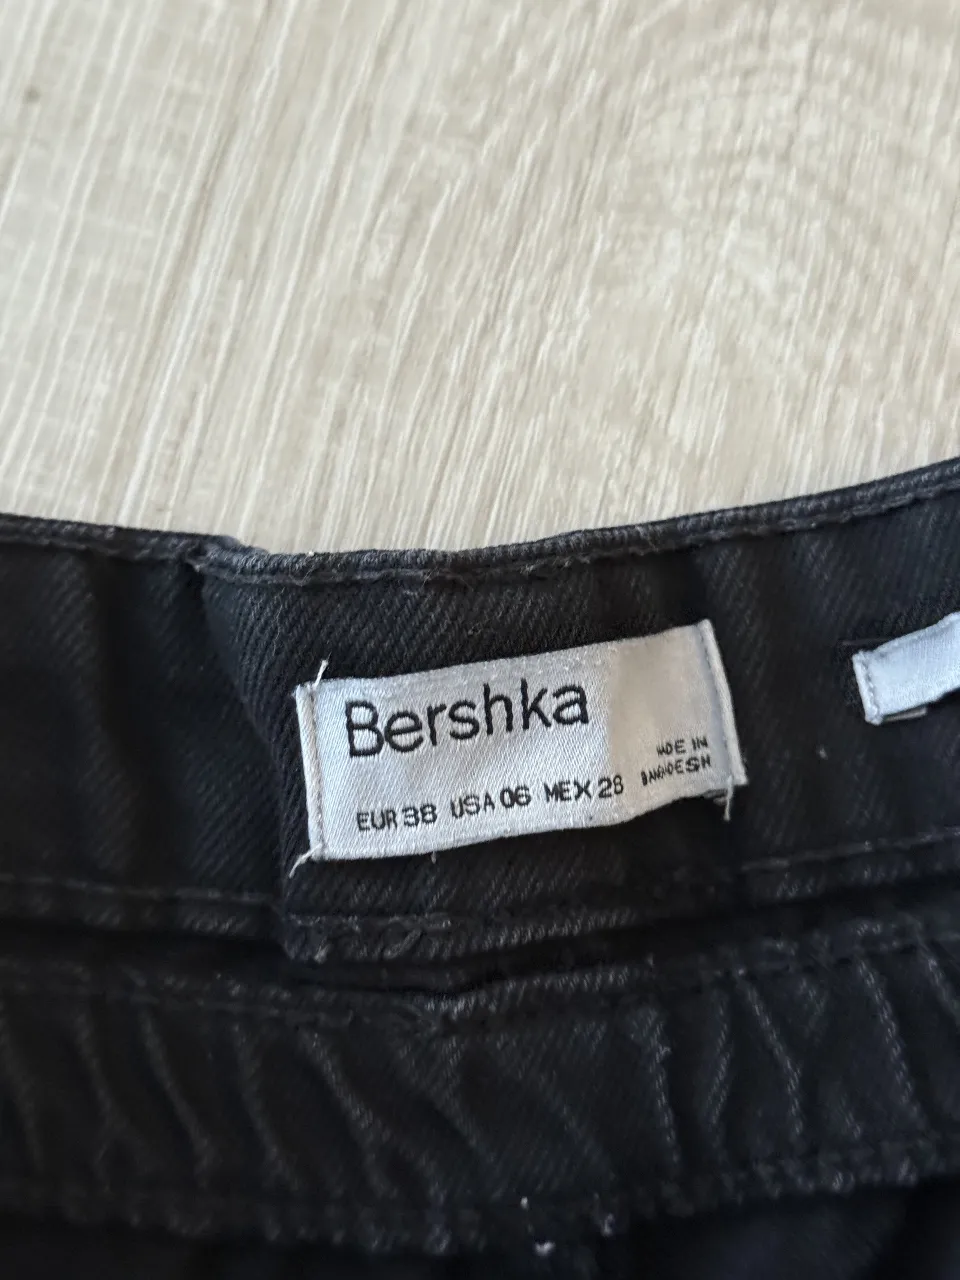 Bershka
EUR 38 USA 06 MEX 28
MADE IN
BANGLADESH